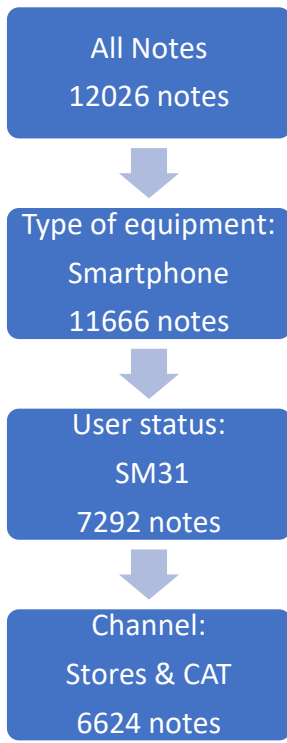 All Notes
12026 notes
Type of equipment:
Smartphone
11666 notes
User status:
SM31
7292 notes
Channel:
Stores & CAT
6624 notes